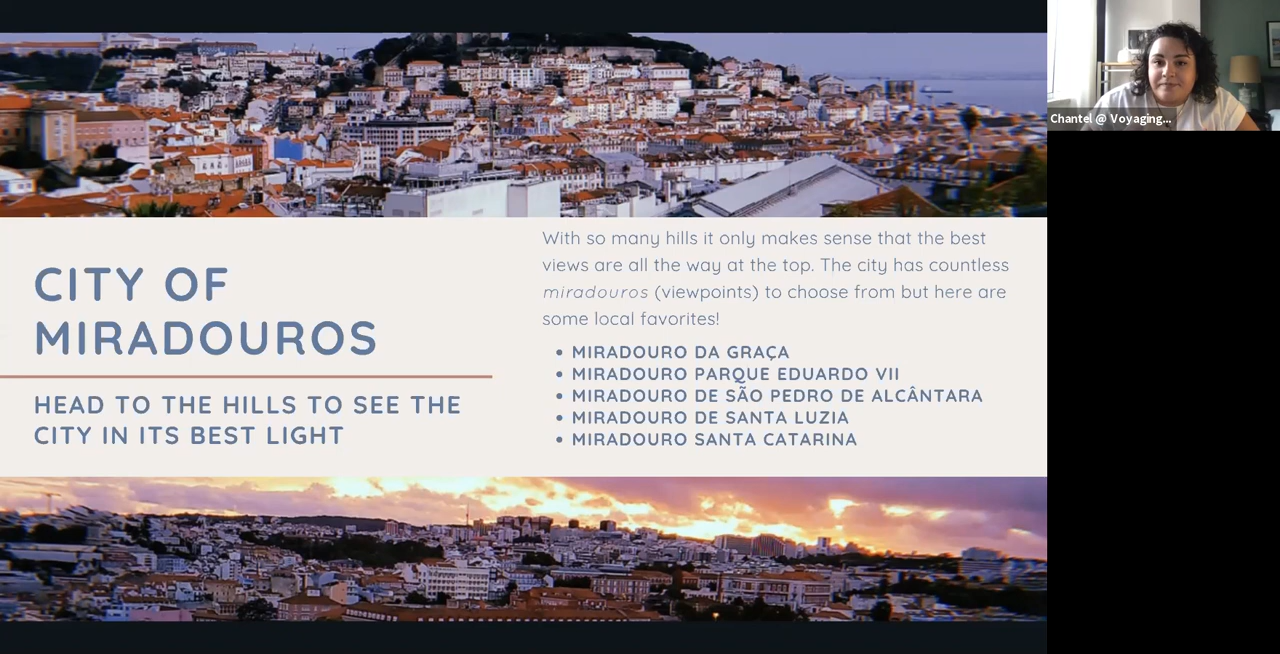 CITY OF
MIRADOUROS
HEAD TO THE HILLS TO SEE THE
CITY IN ITS BEST LIGHT
With so many hills it only makes sense that the best
views are all the way at the top. The city has countless
miradouros (viewpoints) to choose from but here are
some local favorites!
• MIRADOURO DA GRAÇA
• MIRADOURO PARQUE EDUARDO VII
• MIRADOURO DE SÃO PEDRO DE ALCÂNTARA
• MIRADOURO DE SANTA LUZIA
• MIRADOURO SANTA CATARINA
Chantel @ Voyaging...